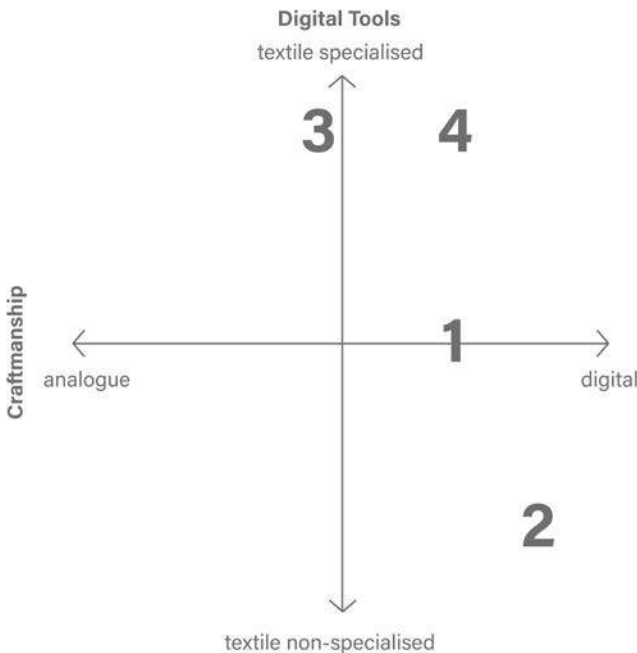 Digital Tools
textile specialised
3 4
Craftmanship
1
analogue digital
2
textile non-specialised